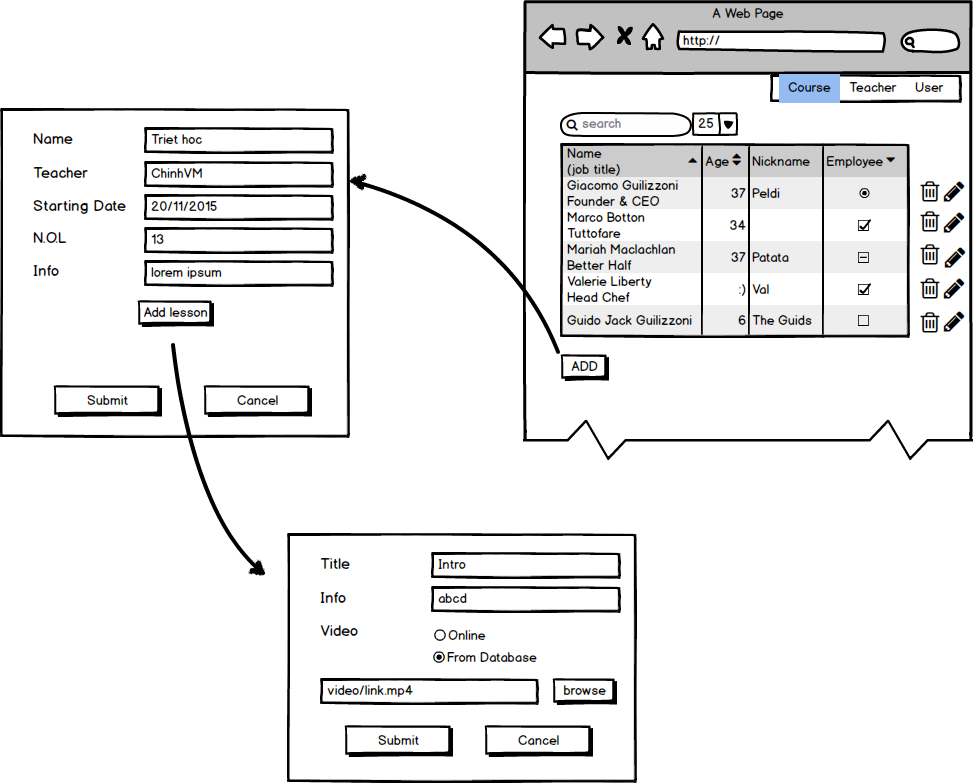 A Web Page
http://
Course Teacher User
search
25
Name
(job title)
Age
Nickname
Employee
Giacomo Guilizzoni
Founder & CEO
37
Peldi
Marco Botton
Tuttofare
34
Mariah Maclachlan
Better Half
37
Patata
Valerie Liberty
Head Chef
:)
Val
Guido Jack Guilizzoni
6
The Guids
ADD
Name
Triet hoc
Teacher
ChinhVM
Starting Date
20/11/2015
N.O.L
13
Info
lorem ipsum
Add lesson
Submit
Cancel
Title
Intro
Info
abcd
Video
Online
From Database
video/link.mp4
browse
Submit
Cancel